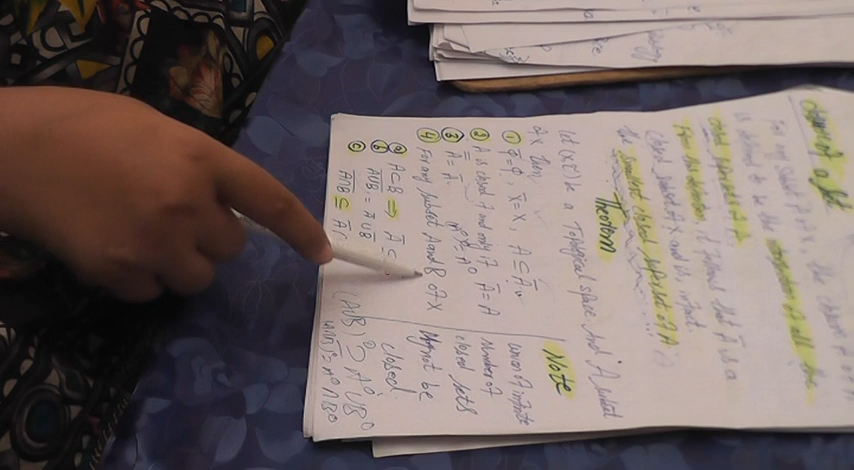 closure of a set
For any subset A of X, the closure A of A
is defined to be the intersection of all the
closed supersets of A.
From this definition, it follows that A̅ is a
closed subset of X and is, infact
the smallest closed superset of A
Theorem
let (X, τ) be a Topological space And A subset
of X Then
① Φ̅=Φ, X̅=X, A⊆A̅
② A is closed if and only if A̅=A
③ A̿=A̅.
④ For any subset A and B of X
ⓐ A⊂B ⇒ A̅⊆
ⓑ A∪B = A̅∪B̅
ⓒ A∩B ⊆ A̅∩
Note
union of infinite
Number of
closed sets
May not be
closed.
(A∪B)° ⊇ A°∪B°
(A∩B)° = A°∩B°